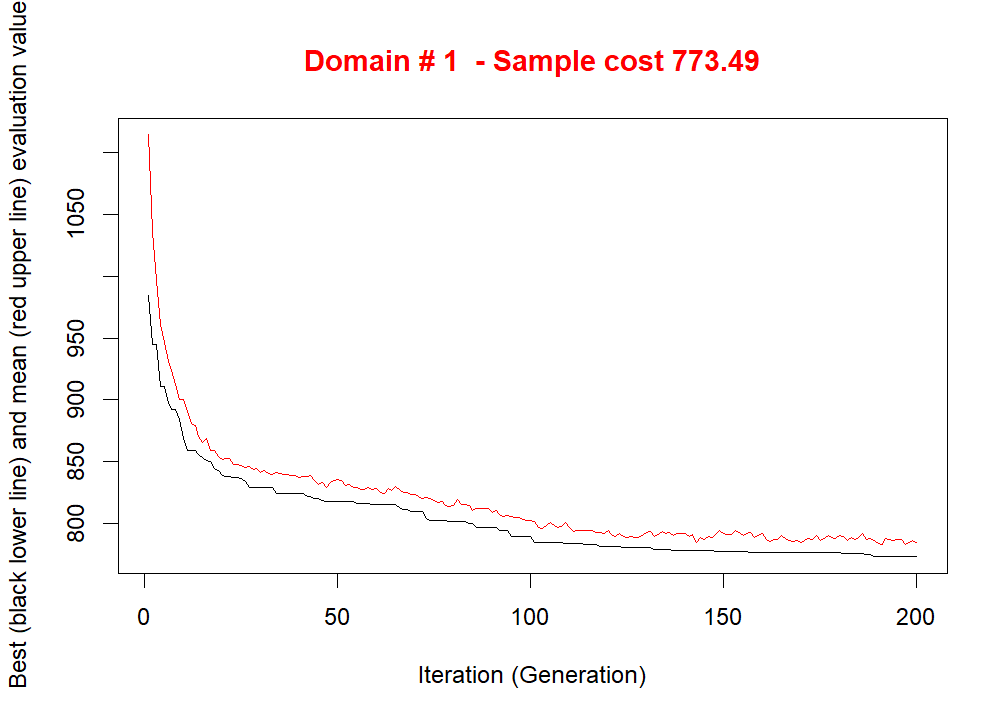 Domain # 1  - Sample cost 773.49
Best (black lower line) and mean (red upper line) evaluation value
1050
950
900
850
800
0 50 100 150 200
Iteration (Generation)